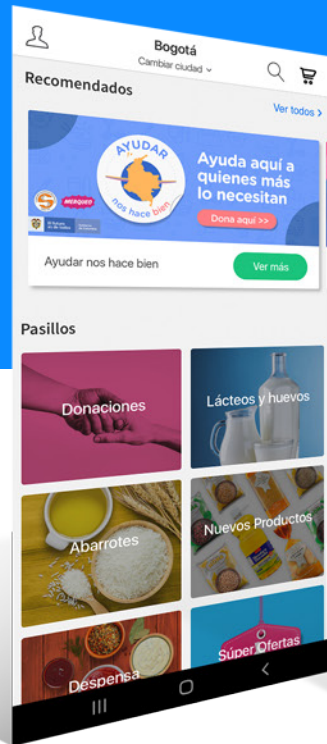 Bogotá
Cambiar ciudad
Recomendados
Ver todos >
AYUDAR
nos hace bien
MERQUEO
Ayuda aquí a
quienes más
lo necesitan
Dona aquí >>
Ayudar nos hace bien
Ver más
Pasillos
Donaciones
Lácteos y huevos
Abarrotes
Nuevos Productos
Despensa
Súper Ofertas